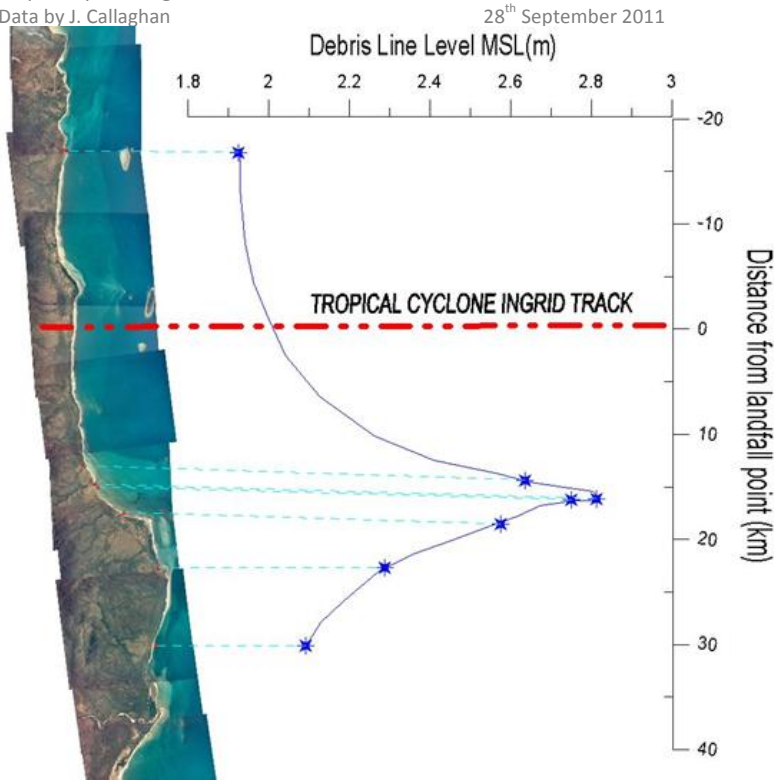 Data by J. Callaghan 28th September 2011
Debris Line Level MSL(m)
1.8 2 2.2 2.4 2.6 2.8 3
-20
-10
TROPICAL CYCLONE INGRID TRACK
0
10
20
30
40
Distance from landfall point (km)